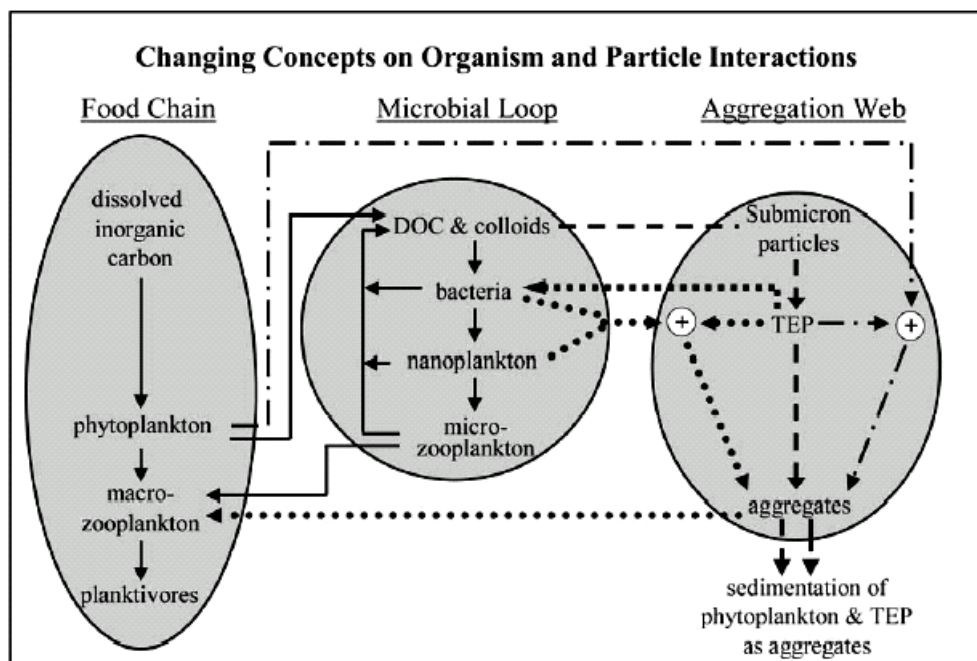 Changing Concepts on Organism and Particle Interactions
Food Chain
dissolved
inorganic
carbon
phytoplankton
macro-
zooplankton
planktivores
Microbial Loop
DOC & colloids
bacteria
nanoplankton
micro-
zooplankton
Aggregation Web
Submicron
particles
+
TEP
+
aggregates
sedimentation of
phytoplankton & TEP
as aggregates